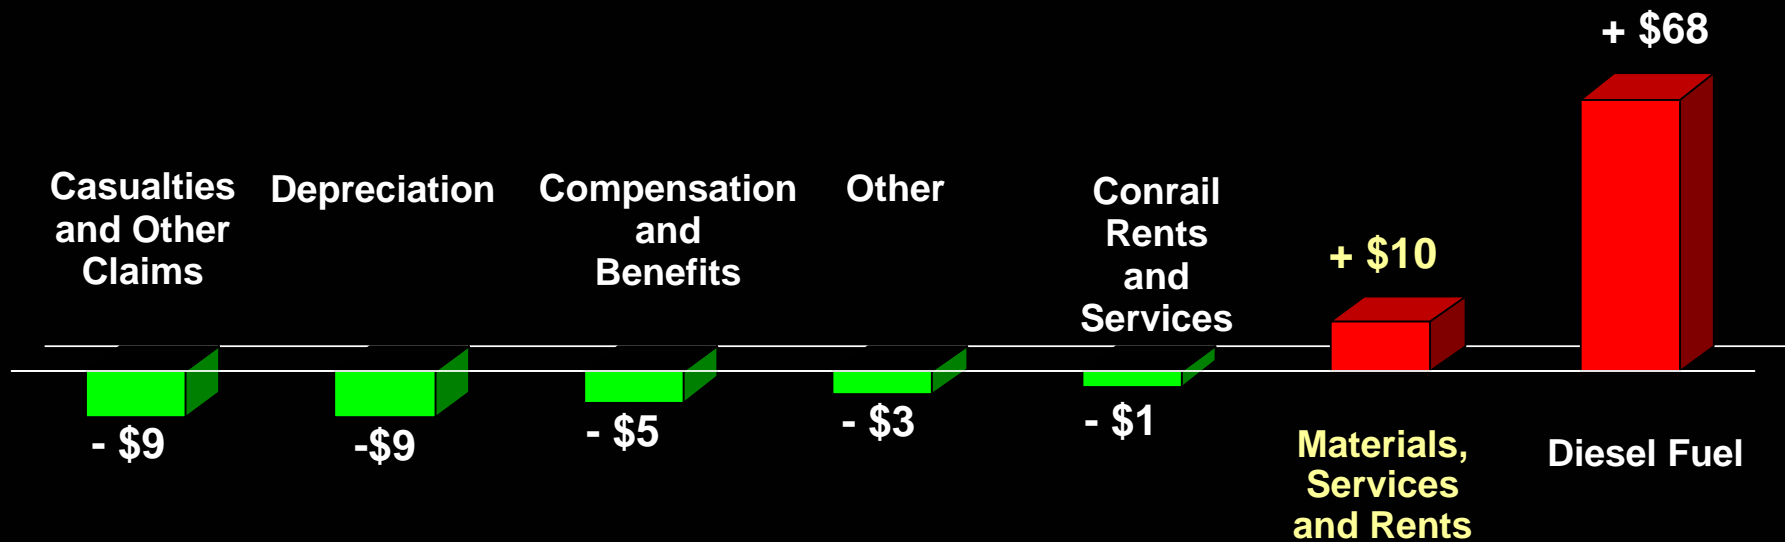 + $68
Casualties
and Other
Claims
Depreciation
Compensation
and
Benefits
Other
Conrail
Rents
and
Services
+ $10
- $9
-$9
- $5
- $3
- $1
Materials,
Services
and Rents
Diesel Fuel